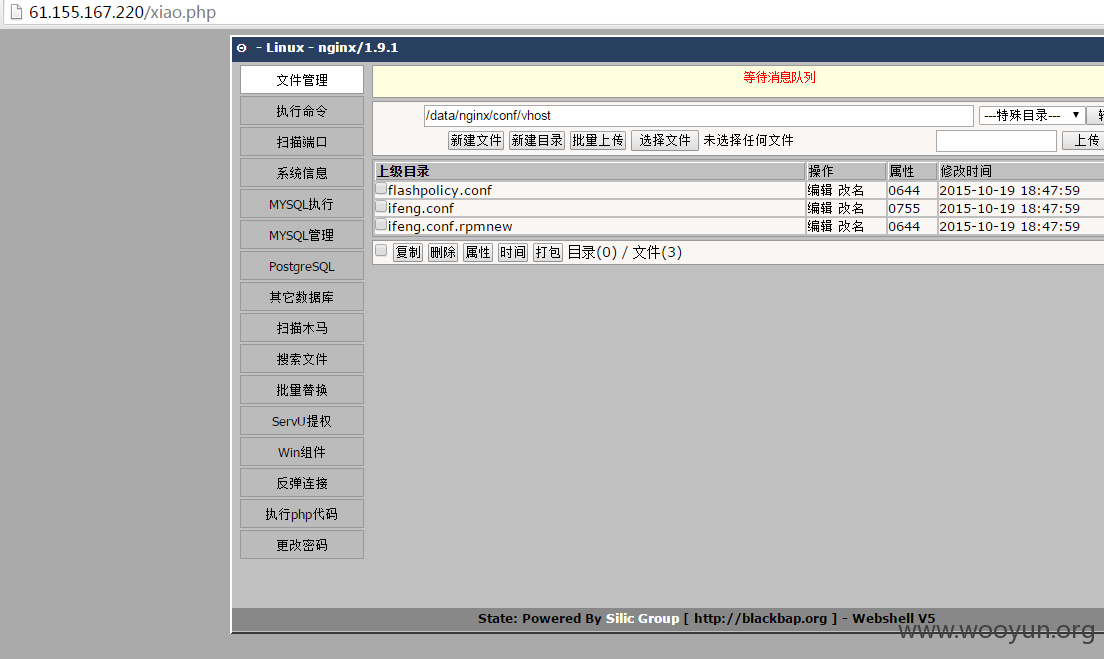 61.155.167.220/xiao.php
- Linux - nginx/1.9.1
文件管理
执行命令
扫描端口
系统信息
MYSQL执行
MYSQL管理
PostgreSQL
其它数据库
扫描木马
搜索文件
批量替换
ServU提权
Win组件
反弹连接
执行php代码
更改密码
等待消息队列
/data/nginx/conf/vhost ---特殊目录---
新建文件 新建目录 批量上传 选择文件 未选择任何文件 上传
上级目录 操作 属性 修改时间
flashpolicy.conf 编辑 改名 0644 2015-10-19 18:47:59
ifeng.conf 编辑 改名 0755 2015-10-19 18:47:59
ifeng.conf.rpmnew 编辑 改名 0644 2015-10-19 18:47:59
复制 删除 属性 时间 打包 目录(0) / 文件(3)
State: Powered By Silic Group [ http://blackbap.org ] - Webshell V5
www.wooyun.org